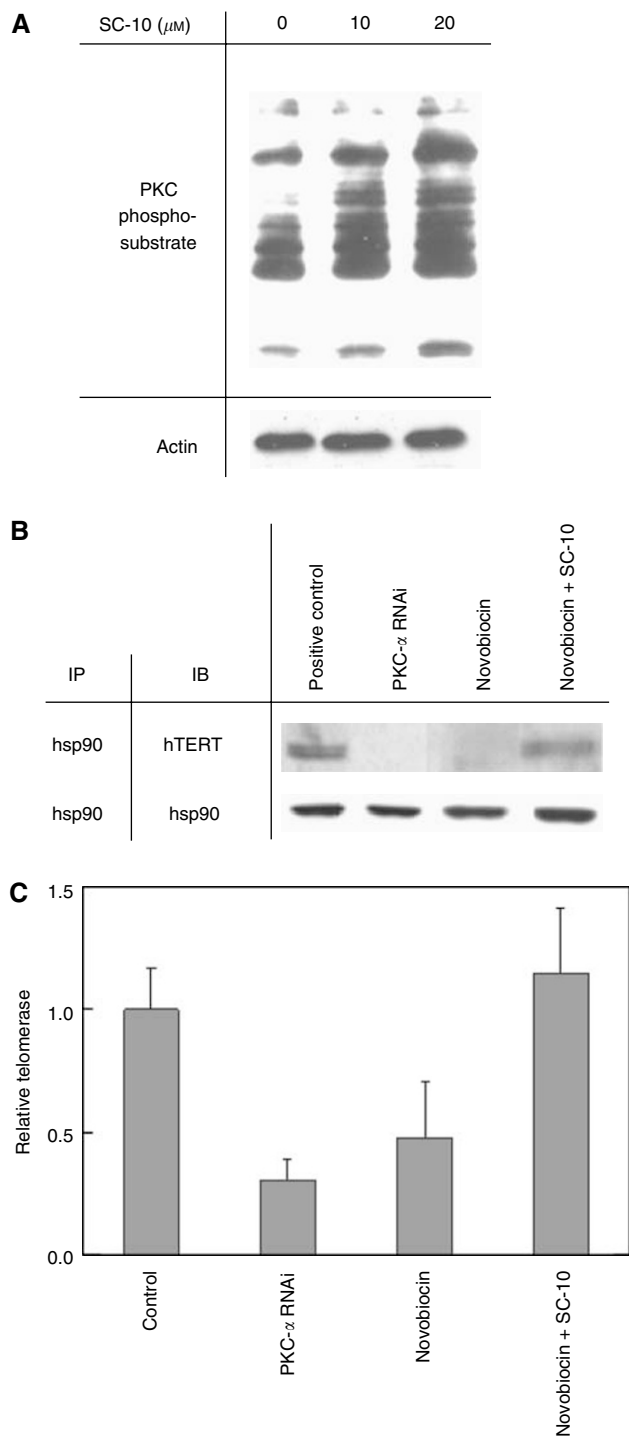 A
SC-10 (µM) 0 10 20
PKC
phospho-
substrate
Actin
B
IP IB Positive control PKC-α RNAi Novobiocin Novobiocin + SC-10
hsp90 hTERT
hsp90 hsp90
C
Relative telomerase
1.5
1.0
0.5
0.0
Control PKC-α RNAi Novobiocin Novobiocin + SC-10